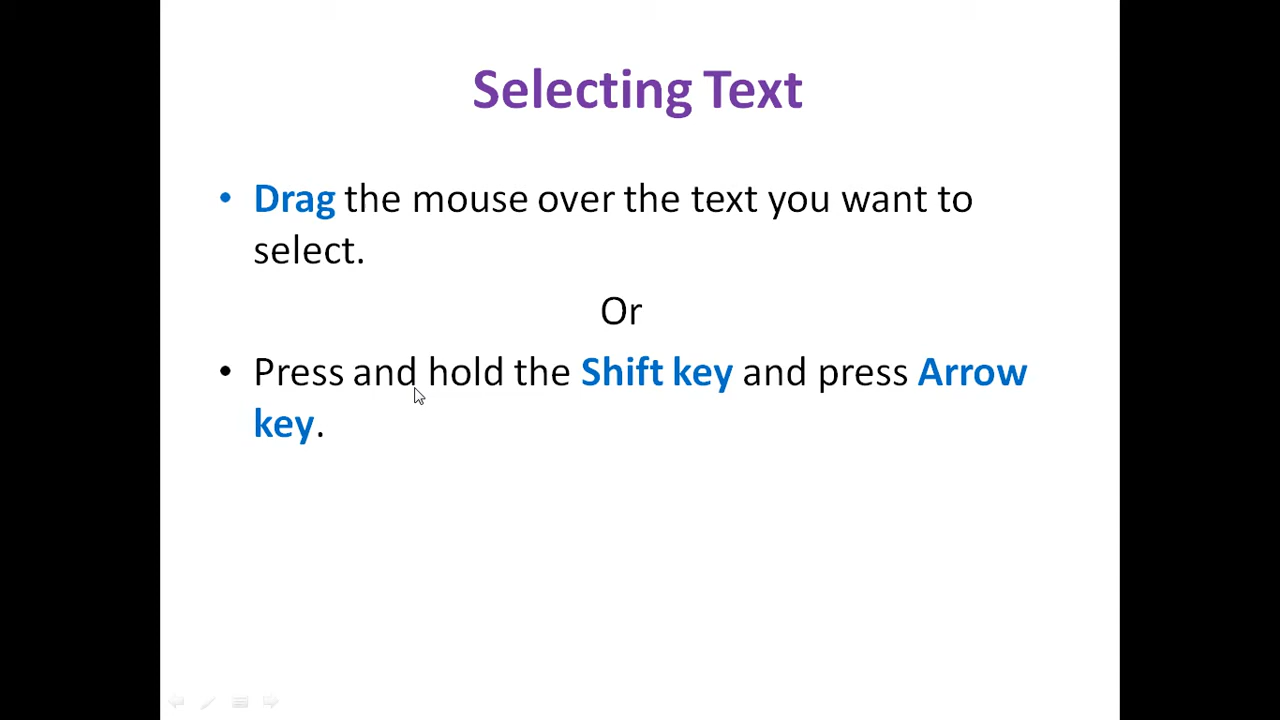 Selecting Text
• Drag the mouse over the text you want to
select.
Or
• Press and hold the Shift key and press Arrow
key.